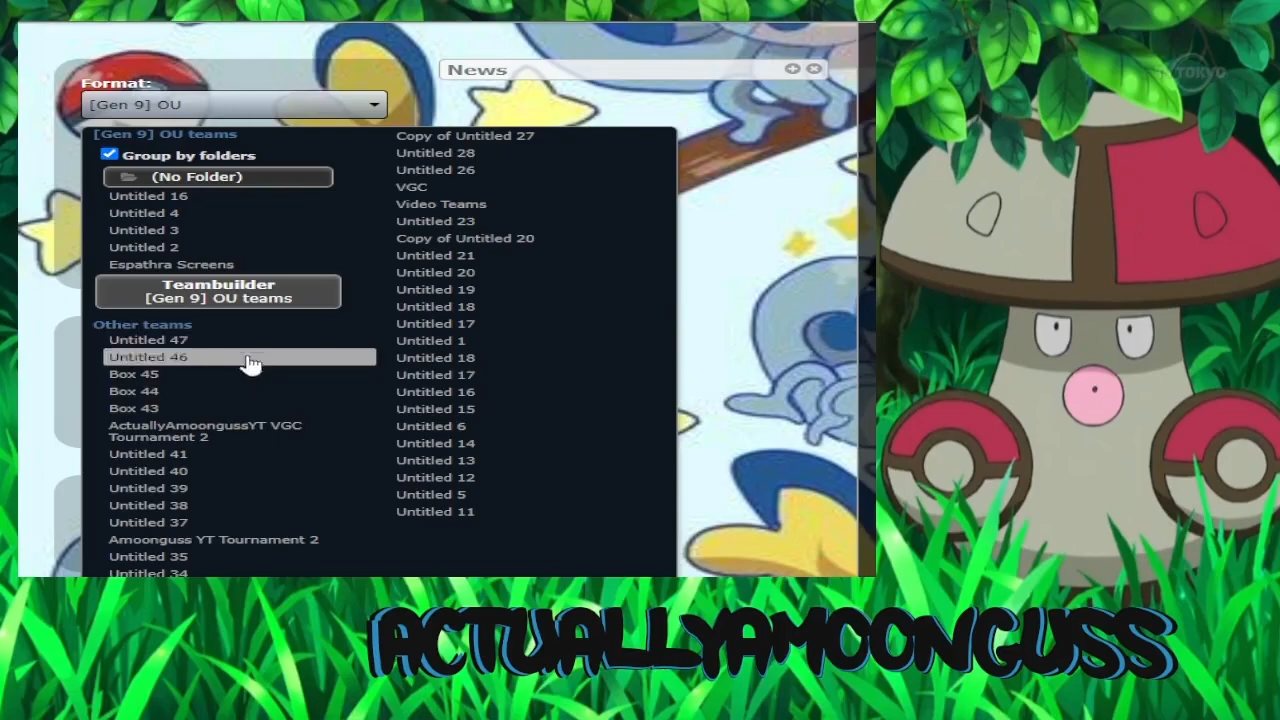 Format:
[Gen 9] OU
News
[Gen 9] OU teams
Group by folders
(No Folder)
Untitled 16
Untitled 4
Untitled 3
Untitled 2
Espathra Screens
Teambuilder
[Gen 9] OU teams
Other teams
Untitled 47
Untitled 46
Box 45
Box 44
Box 43
ActuallyAmoongussYT VGC
Tournament 2
Untitled 41
Untitled 40
Untitled 39
Untitled 38
Untitled 37
Amoonguss YT Tournament 2
Untitled 35
Untitled 34
Copy of Untitled 27
Untitled 28
Untitled 26
VGC
Video Teams
Untitled 23
Copy of Untitled 20
Untitled 21
Untitled 20
Untitled 19
Untitled 18
Untitled 17
Untitled 1
Untitled 18
Untitled 17
Untitled 16
Untitled 15
Untitled 6
Untitled 14
Untitled 13
Untitled 12
Untitled 5
Untitled 11
ACTUALLYAMOONGUSS